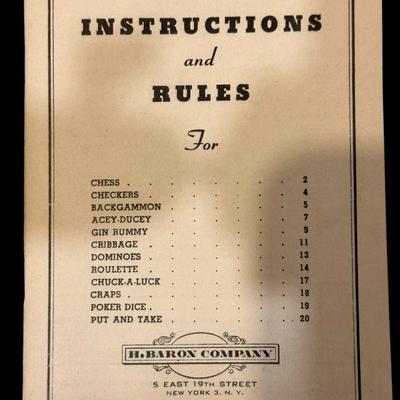 INSTRUCTIONS
and
RULES
For
CHESS . . . . . . . . 2
CHECKERS . . . . . . . 4
BACKGAMMON . . . . . . . 5
ACEY-DUCEY . . . . . . . 7
GIN RUMMY . . . . . . . 9
CRIBBAGE . . . . . . . 11
DOMINOES . . . . . . . 13
ROULETTE . . . . . . . 14
CHUCK-A-LUCK . . . . . . 17
CRAPS . . . . . . . . 18
POKER DICE . . . . . . . 19
PUT AND TAKE . . . . . . 20
H. BARON COMPANY
5 EAST 19TH STREET
NEW YORK 3, N. Y.